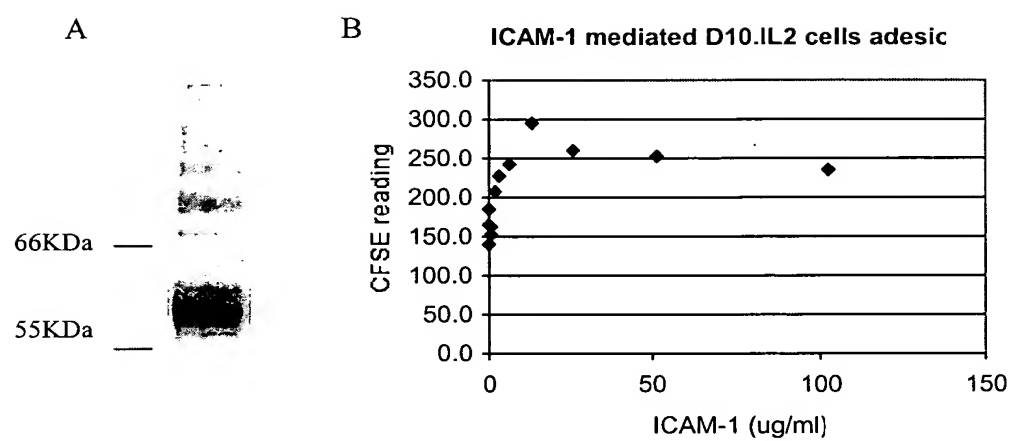 A
66KDa
55KDa
B
ICAM-1 mediated D10.IL2 cells adesic
CFSE reading
350.0
300.0
250.0
200.0
150.0
100.0
50.0
0.0
0 50 100 150
ICAM-1 (ug/ml)